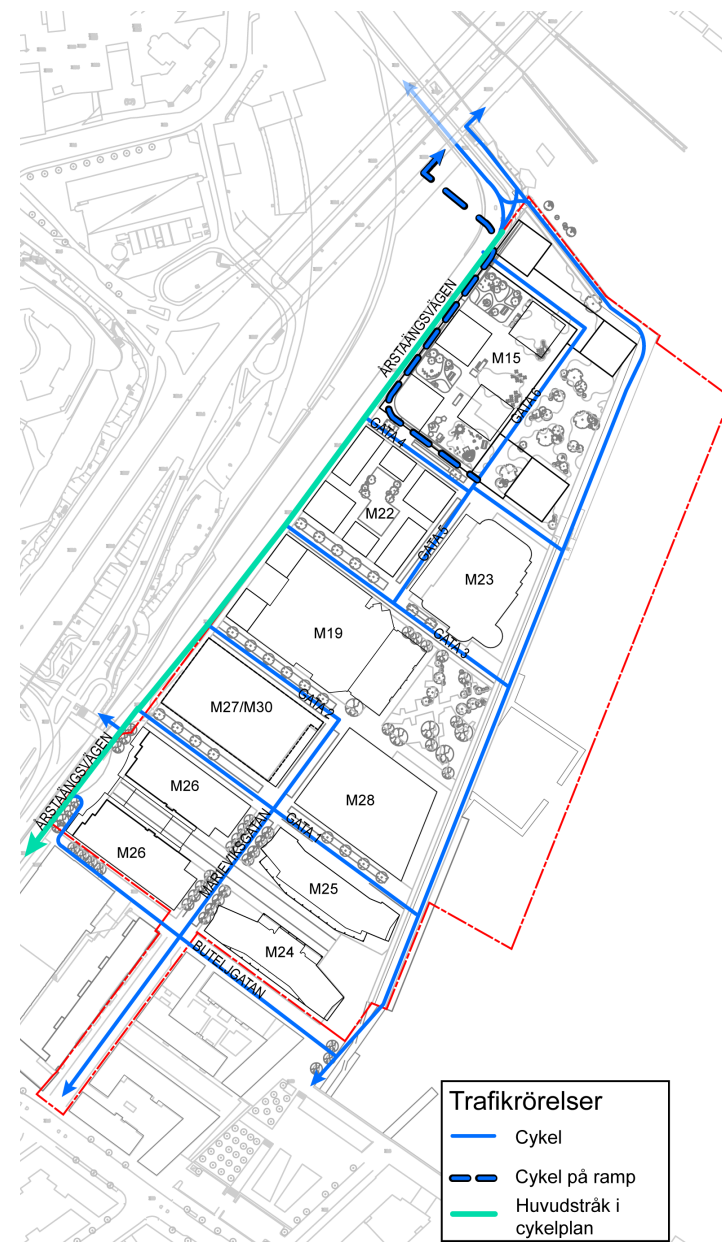 ÅRSTAÄNGSVÄGEN
M15
GATA 6
GATA 4
M22
GATA 5
M23
M19
GATA 3
GATA 2
M27/M30
ÅRSTAÄNGSVÄGEN
M26
M28
MARIEVIKSGATAN
GATA 1
M26
M25
M24
BUTELJGATAN
Trafikrörelser
Cykel
Cykel på ramp
Huvudstråk i
cykelplan